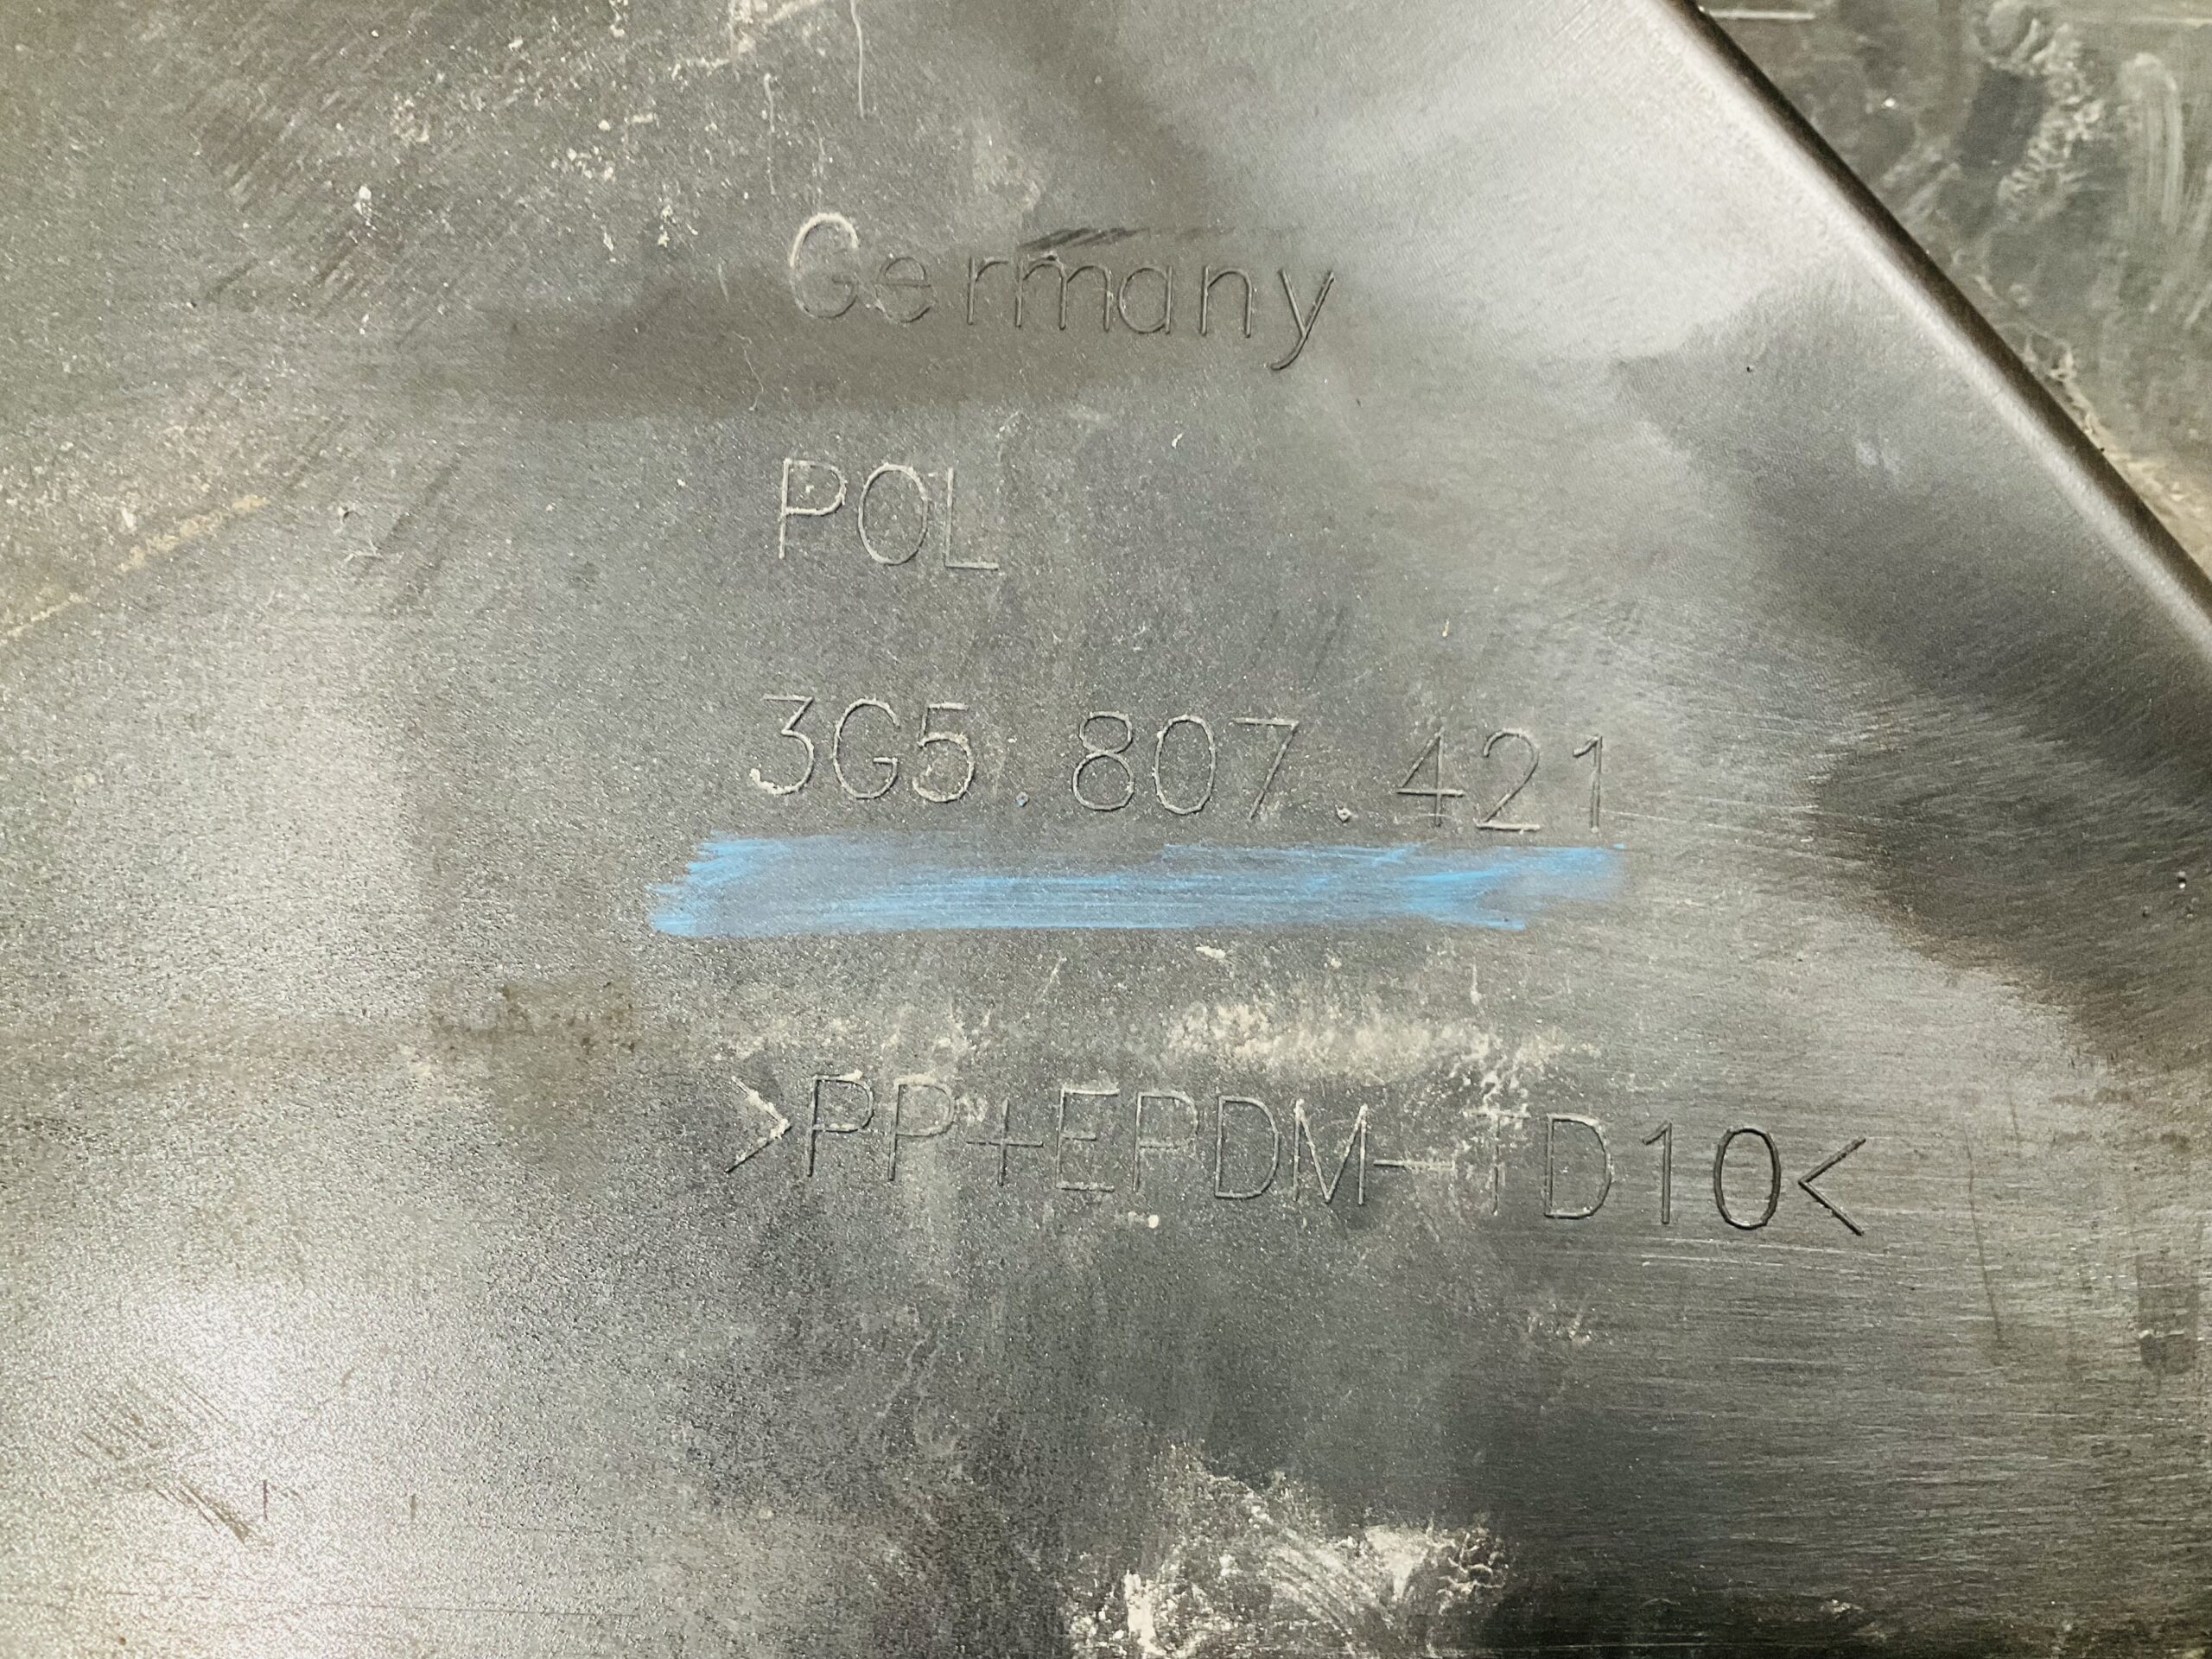 Germany
POL
3G5.807.421
>PP+EPDM-TD10<